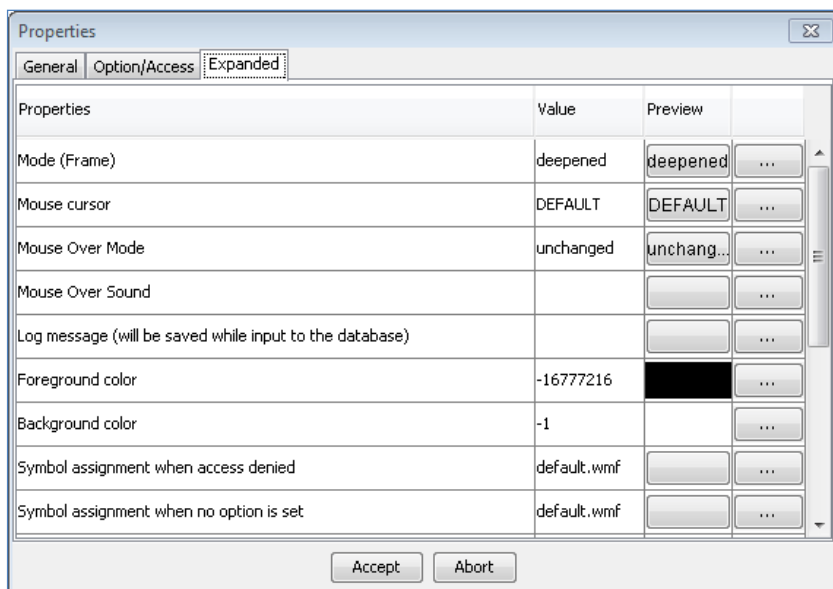 Properties
General Option/Access Expanded
Properties Value Preview
Mode (Frame) deepened deepened ...
Mouse cursor DEFAULT DEFAULT ...
Mouse Over Mode unchanged unchang... ...
Mouse Over Sound ...
Log message (will be saved while input to the database) ...
Foreground color -16777216 ...
Background color -1 ...
Symbol assignment when access denied default.wmf ...
Symbol assignment when no option is set default.wmf ...
Accept Abort